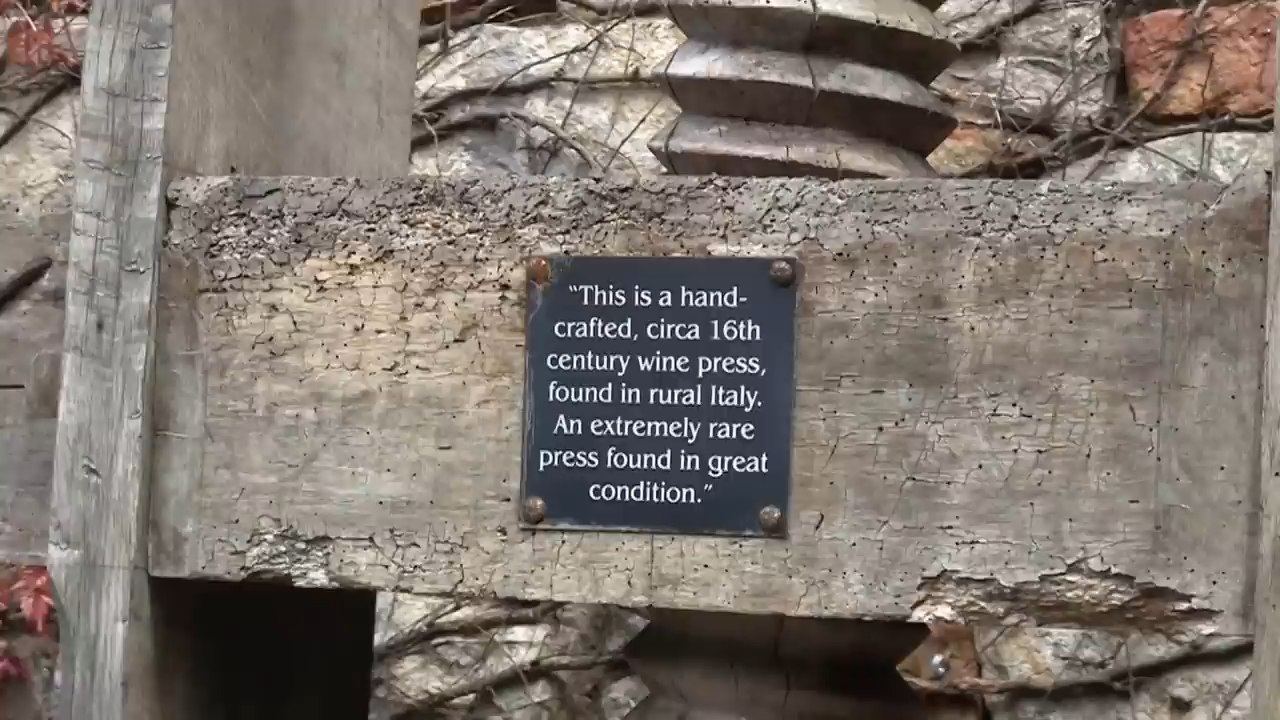 “This is a hand-
crafted, circa 16th
century wine press,
found in rural Italy.
An extremely rare
press found in great
condition.”